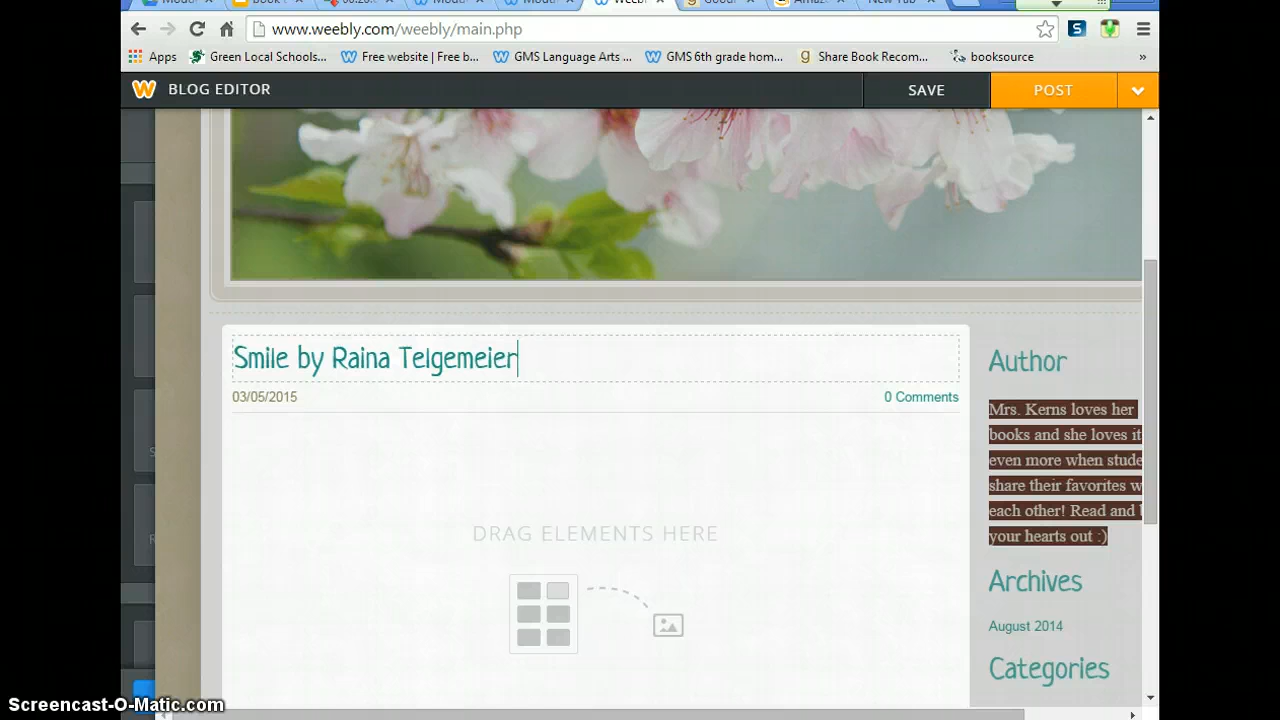 Weebly
New Tab
www.weebly.com/weebly/main.php
Apps
Green Local Schools...
Free website | Free b...
GMS Language Arts ...
GMS 6th grade hom...
Share Book Recom...
booksource
»
W BLOG EDITOR
SAVE
POST
Smile by Raina Telgemeier
03/05/2015
0 Comments
DRAG ELEMENTS HERE
Author
Mrs. Kerns loves her
books and she loves it
even more when stude
share their favorites w
each other! Read and
your hearts out :)
Archives
August 2014
Categories
Screencast-O-Matic.com